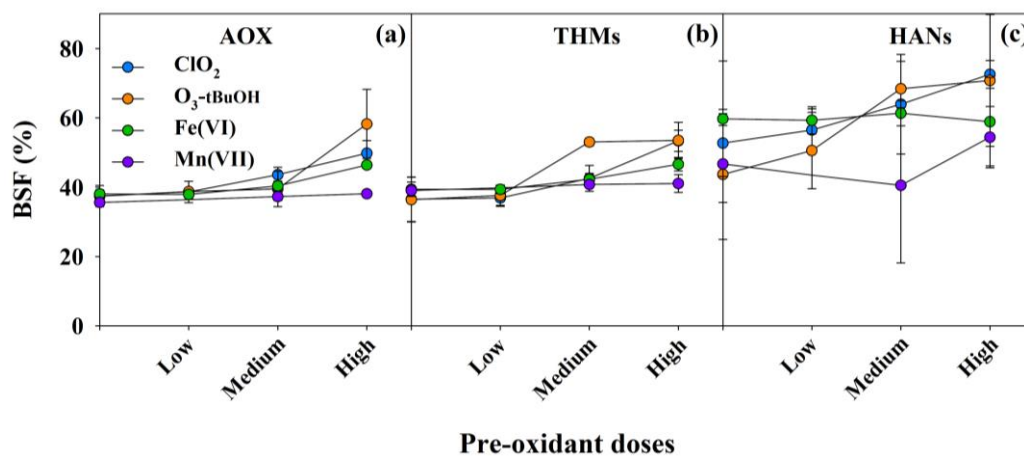 AOX (a) THMs (b) HANs (c)
ClO2
O3-tBuOH
Fe(VI)
Mn(VII)
BSF (%)
80
60
40
20
0
Low Medium High Low Medium High Low Medium High
Pre-oxidant doses